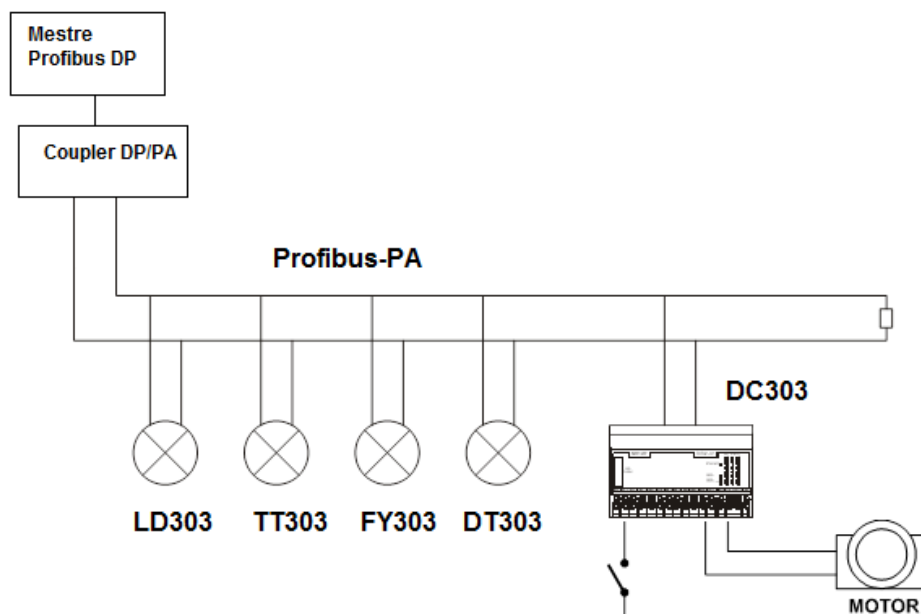 Mestre
Profibus DP
Coupler DP/PA
Profibus-PA
DC303
LD303
TT303
FY303
DT303
MOTOR